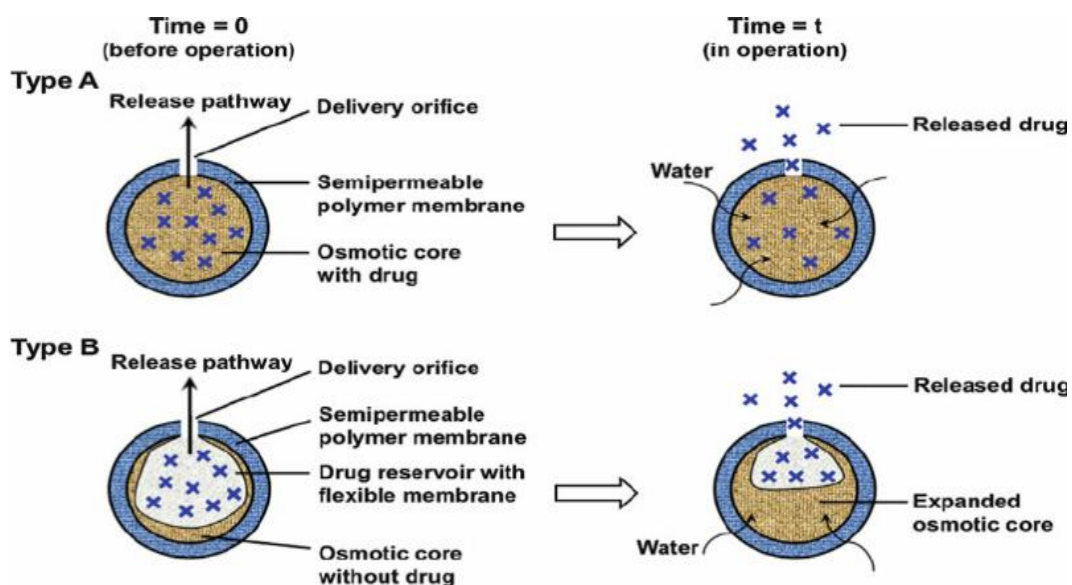 Time = 0
(before operation)
Time = t
(in operation)
Type A
Release pathway
Delivery orifice
Semipermeable
polymer membrane
Osmotic core
with drug
Water
Released drug
Type B
Release pathway
Delivery orifice
Semipermeable
polymer membrane
Drug reservoir with
flexible membrane
Osmotic core
without drug
Released drug
Expanded
osmotic core
Water